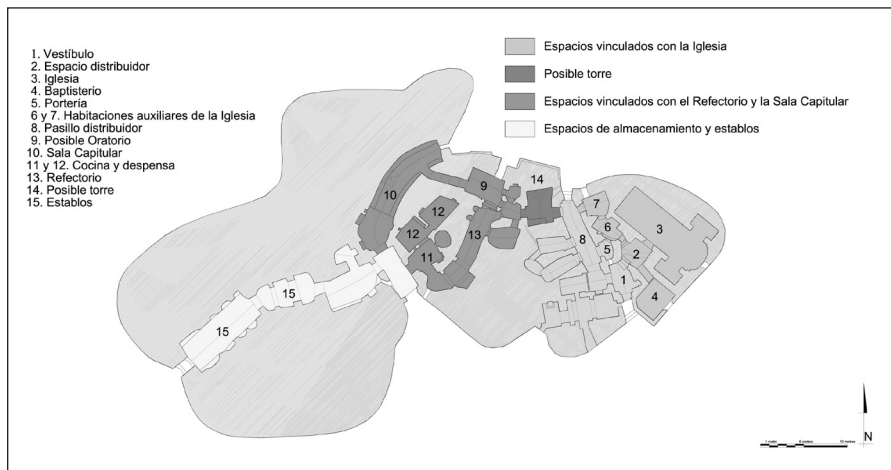 1. Vestíbulo
2. Espacio distribuidor
3. Iglesia
4. Baptisterio
5. Portería
6 y 7. Habitaciones auxiliares de la Iglesia
8. Pasillo distribuidor
9. Posible Oratorio
10. Sala Capitular
11 y 12. Cocina y despensa
13. Refectorio
14. Posible torre
15. Establos
Espacios vinculados con la Iglesia
Posible torre
Espacios vinculados con el Refectorio y la Sala Capitular
Espacios de almacenamiento y establos
10
9
14
12
12
13
11
7
6
8
5
2
3
1
4
15
15
N